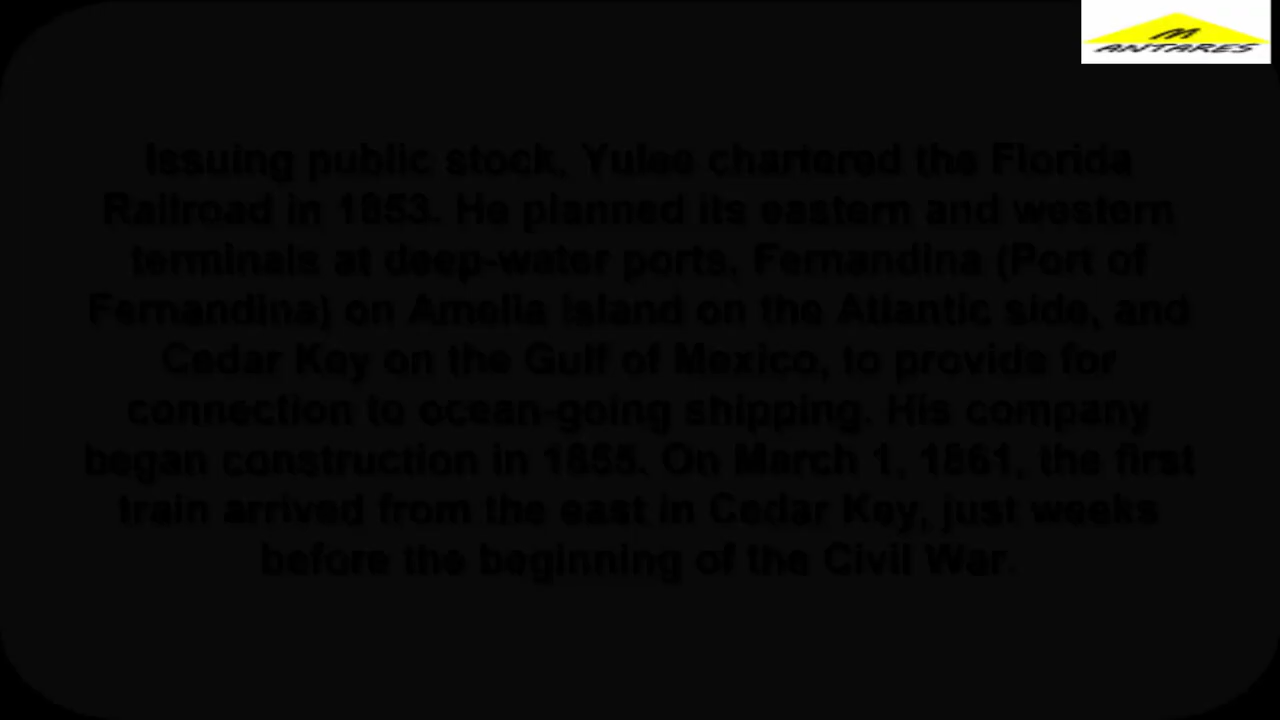 M
ANTARES
Issuing public stock, Yulee chartered the Florida
Railroad in 1853. He planned its eastern and western
terminals at deep-water ports, Fernandina (Port of
Fernandina) on Amelia Island on the Atlantic side, and
Cedar Key on the Gulf of Mexico, to provide for
connection to ocean-going shipping. His company
began construction in 1855. On March 1, 1861, the first
train arrived from the east in Cedar Key, just weeks
before the beginning of the Civil War.